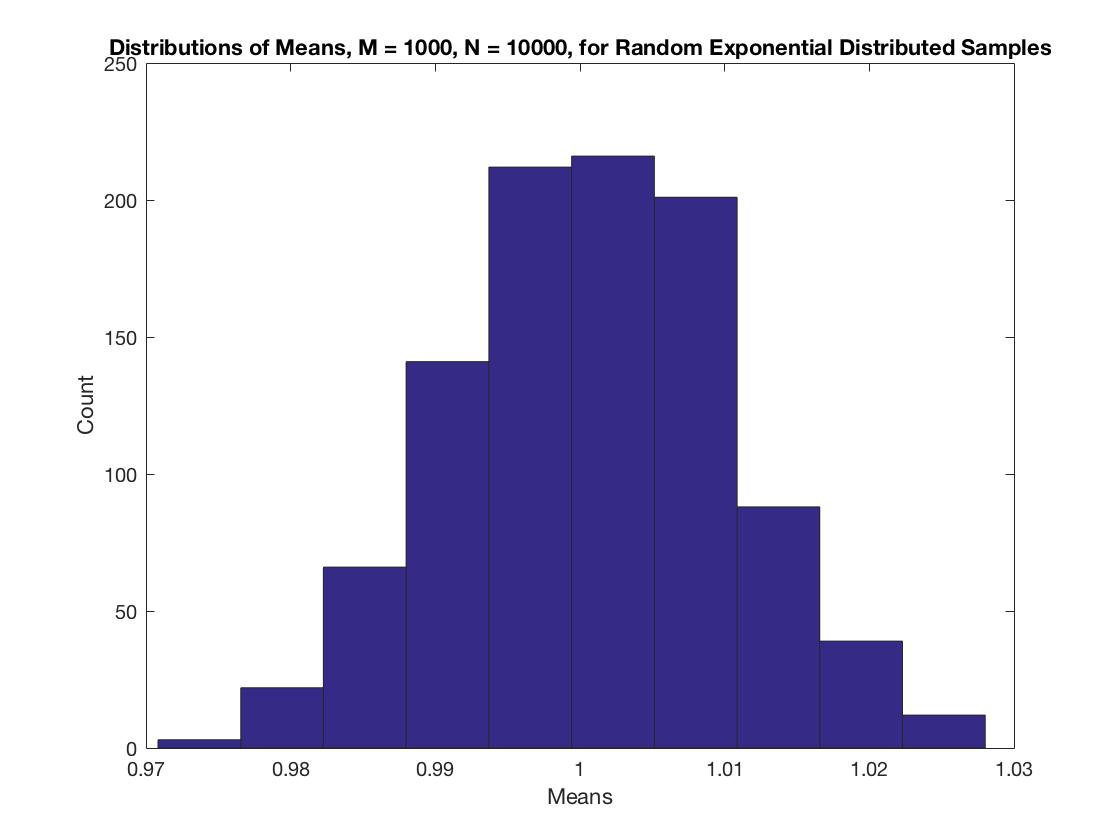 Distributions of Means, M = 1000, N = 10000, for Random Exponential Distributed Samples
250
200
150
100
50
0
Count
0.97 0.98 0.99 1 1.01 1.02 1.03
Means